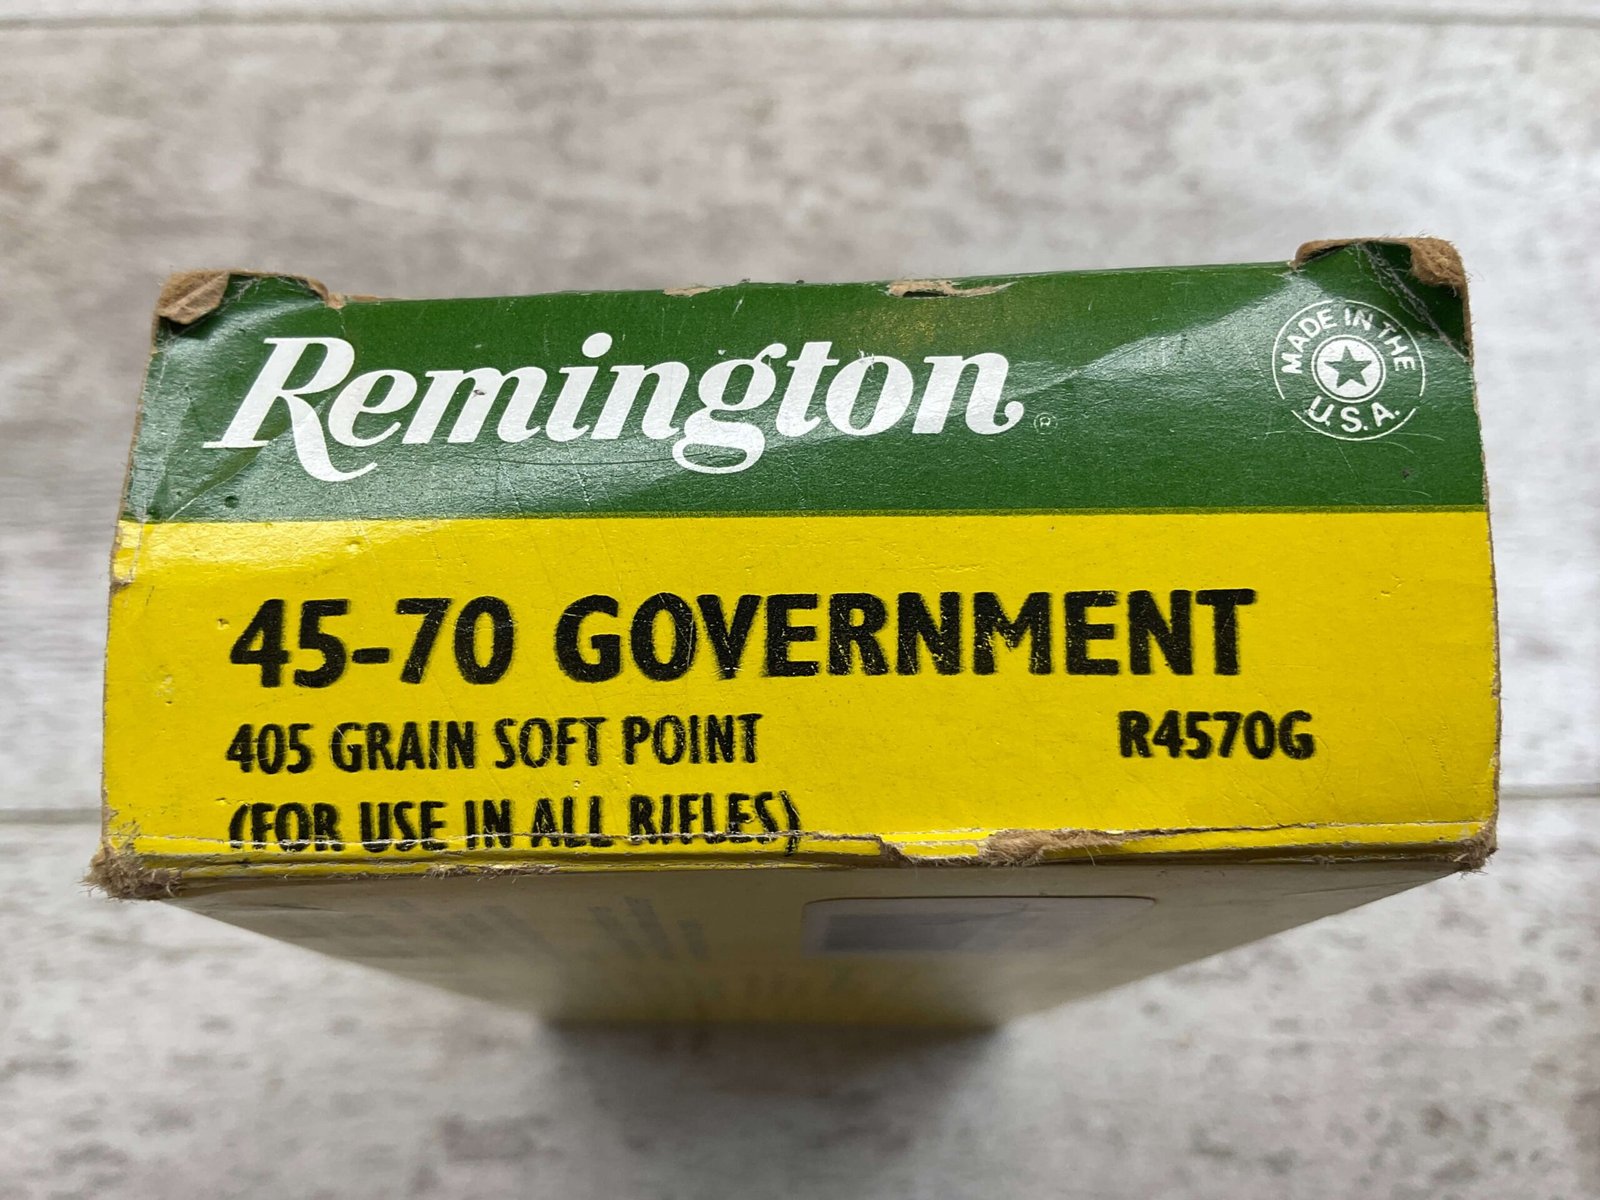 Remington®
MADE IN THE
U.S.A.
45-70 GOVERNMENT
405 GRAIN SOFT POINT R4570G
(FOR USE IN ALL RIFLES)